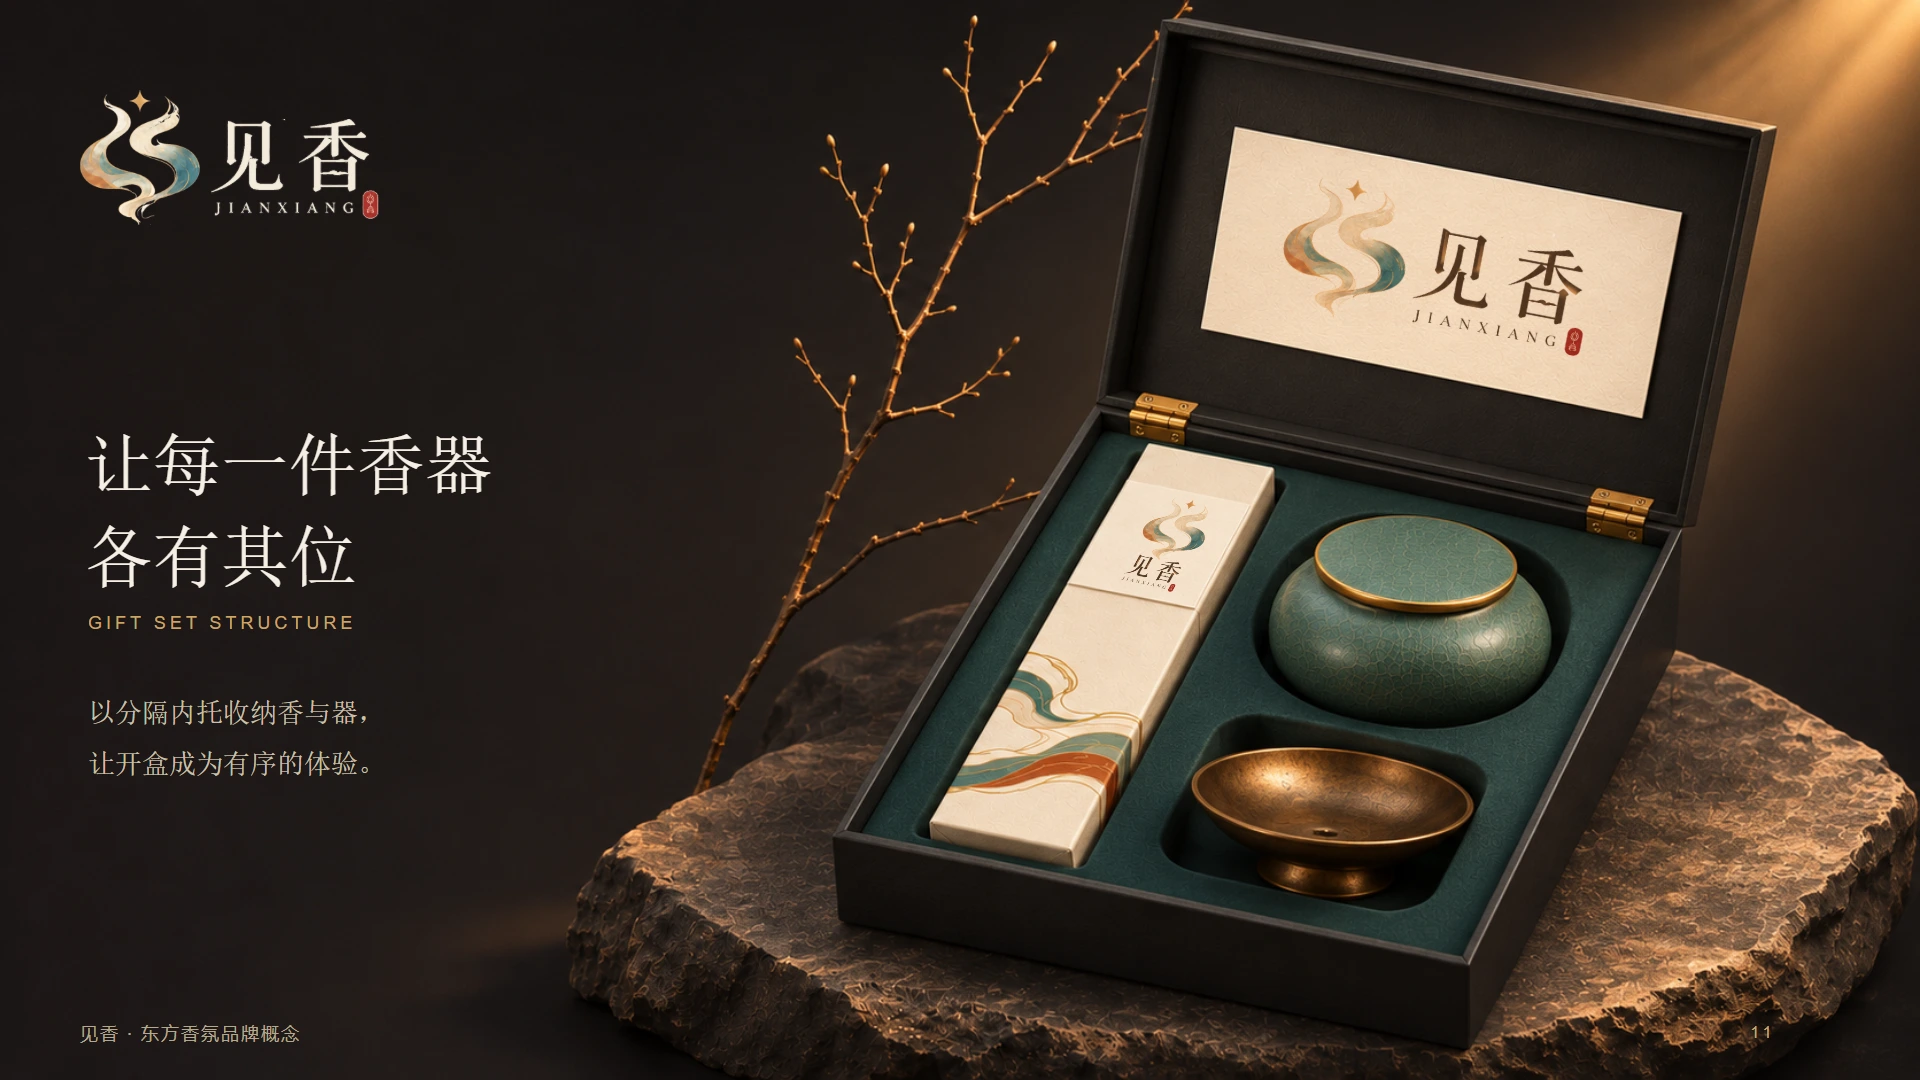 见香
JIANXIANG
让每一件香器
各有其位
GIFT SET STRUCTURE
以分隔内托收纳香与器，
让开盒成为有序的体验。
见香 · 东方香氛品牌概念
见香
JIANXIANG
见香
JIANXIANG
11